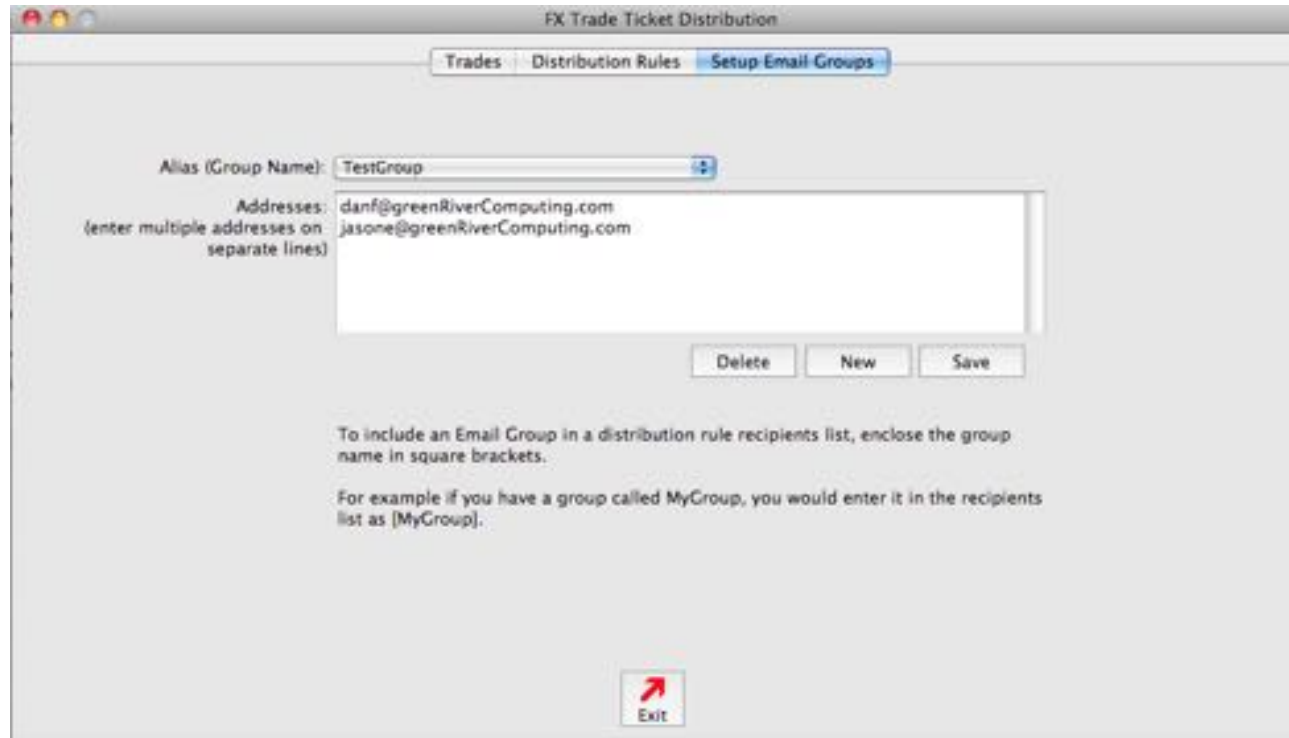 FX Trade Ticket Distribution
Trades Distribution Rules Setup Email Groups
Alias (Group Name): TestGroup
Addresses: danf@greenRiverComputing.com
(enter multiple addresses on jasone@greenRiverComputing.com
separate lines)
Delete New Save
To include an Email Group in a distribution rule recipients list, enclose the group
name in square brackets.
For example if you have a group called MyGroup, you would enter it in the recipients
list as [MyGroup].
Exit